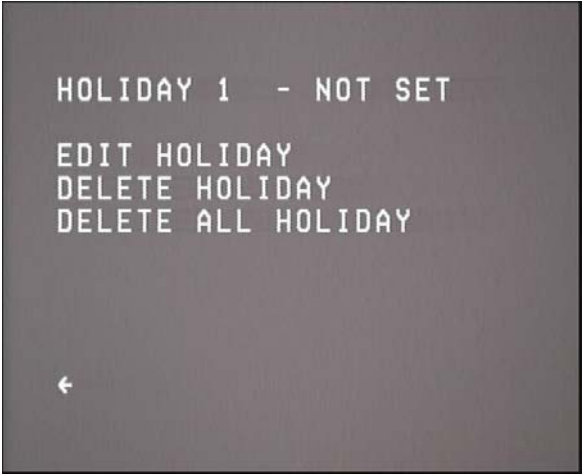 HOLIDAY 1 - NOT SET
EDIT HOLIDAY
DELETE HOLIDAY
DELETE ALL HOLIDAY
←